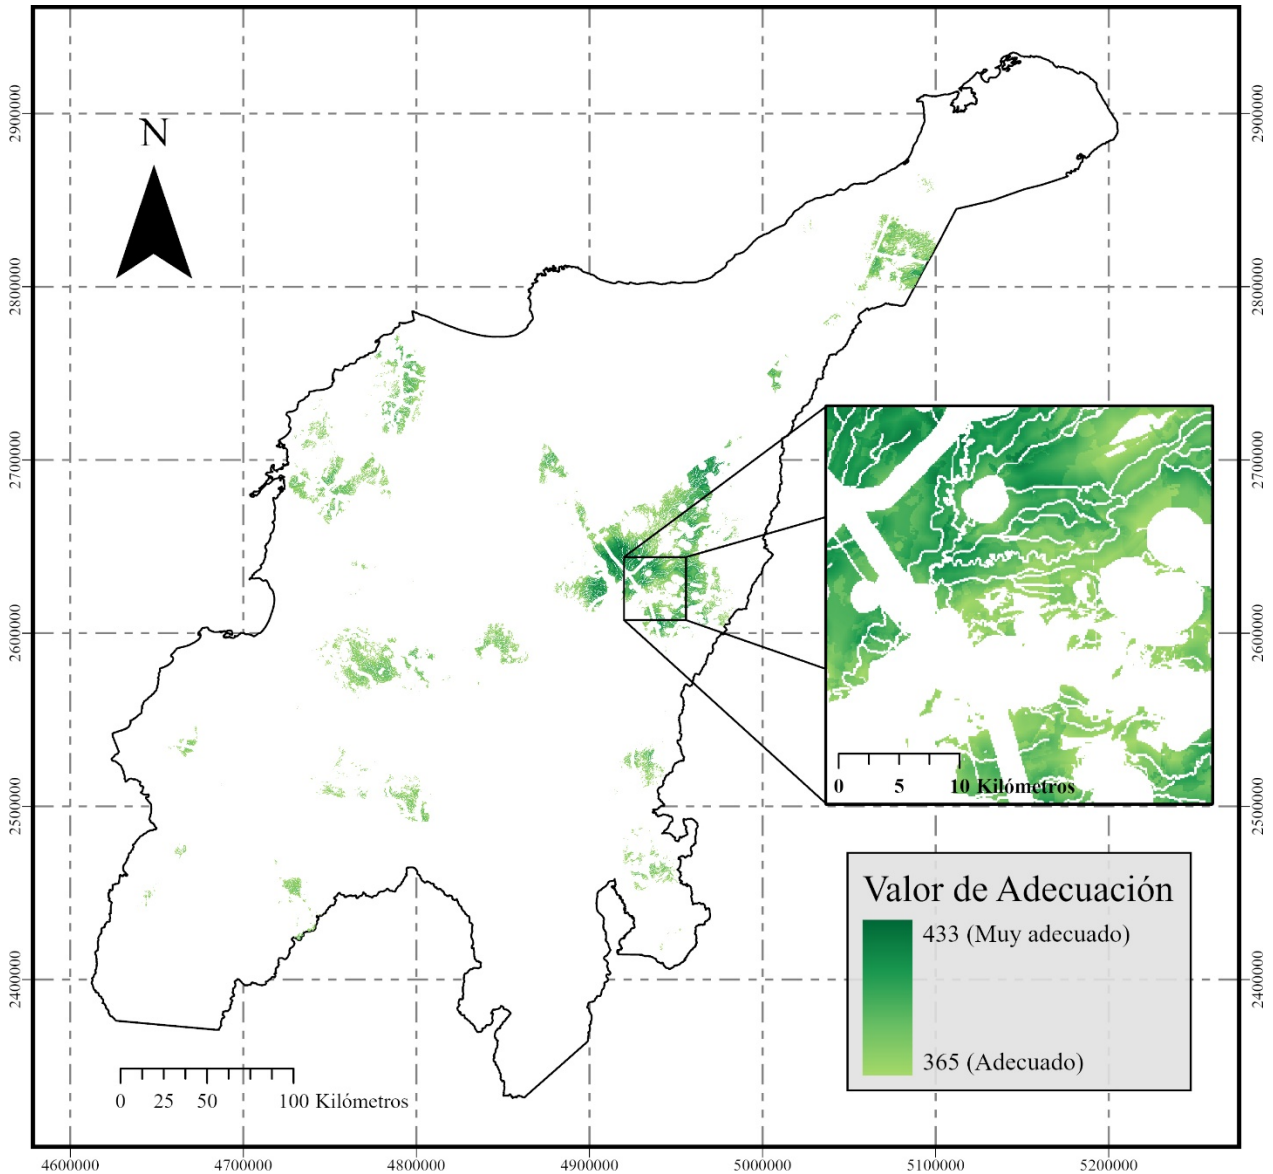 N
2900000
2900000
2800000
2800000
2700000
2700000
2600000
2600000
2500000
2500000
2400000
2400000
0 5 10 Kilómetros
Valor de Adecuación
433 (Muy adecuado)
365 (Adecuado)
0 25 50 100 Kilómetros
4600000 4700000 4800000 4900000 5000000 5100000 5200000